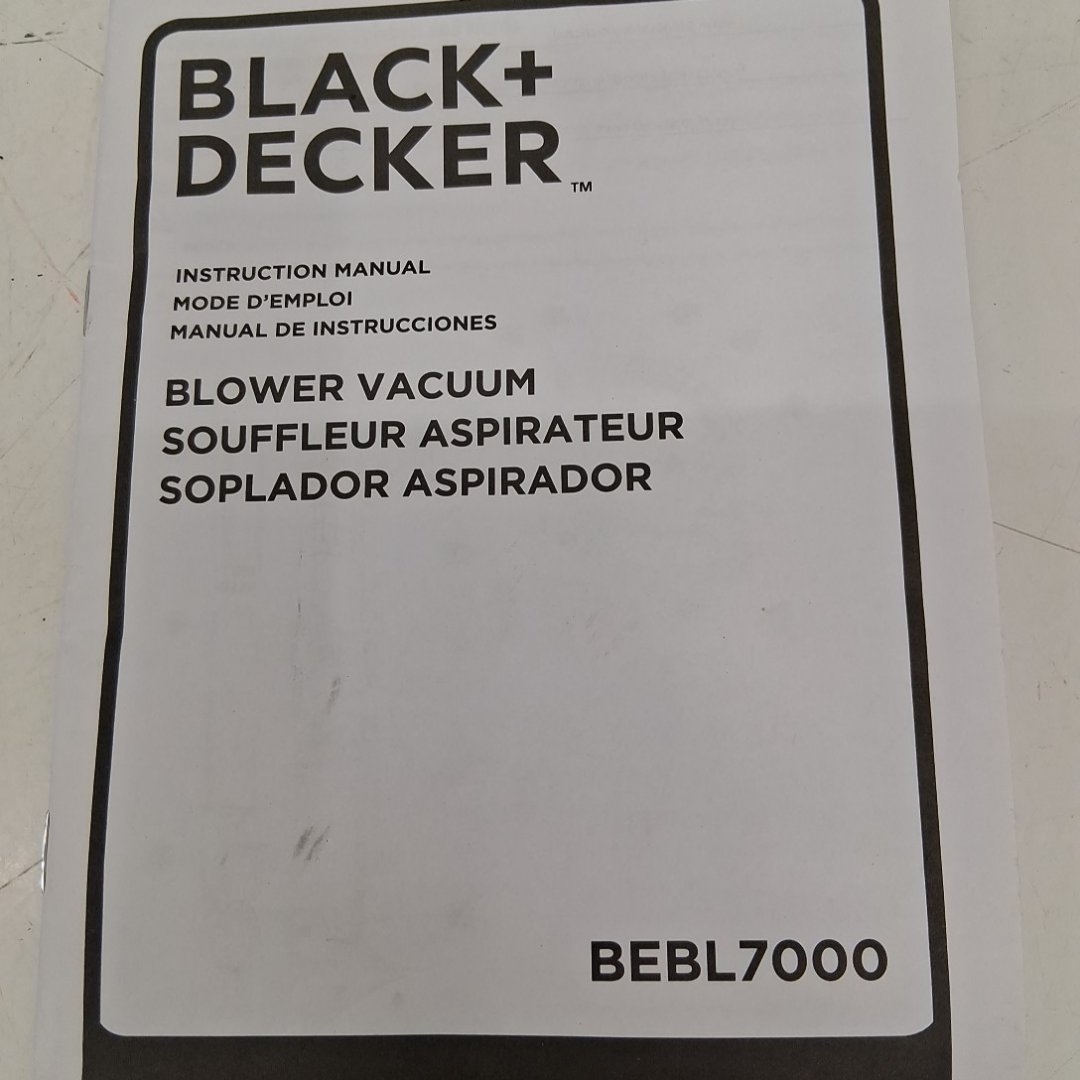 BLACK+
DECKER™
INSTRUCTION MANUAL
MODE D'EMPLOI
MANUAL DE INSTRUCCIONES
BLOWER VACUUM
SOUFFLEUR ASPIRATEUR
SOPLADOR ASPIRADOR
BEBL7000